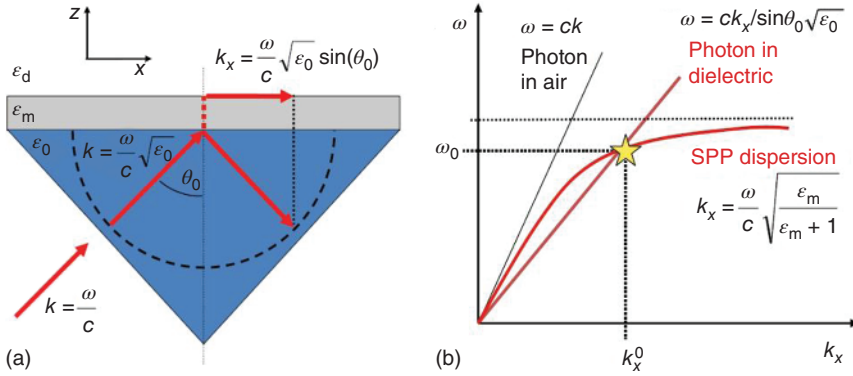 z
x
k_x = ω/c √ε_0 sin(θ_0)
ε_d
ε_m
ε_0
k = ω/c √ε_0
θ_0
k = ω/c
(a)
ω
ω = ck
ω = ck_x/sinθ_0√ε_0
Photon
in air
Photon in
dielectric
ω_0
SPP dispersion
k_x = ω/c √(ε_m/(ε_m + 1))
k_x^0
k_x
(b)